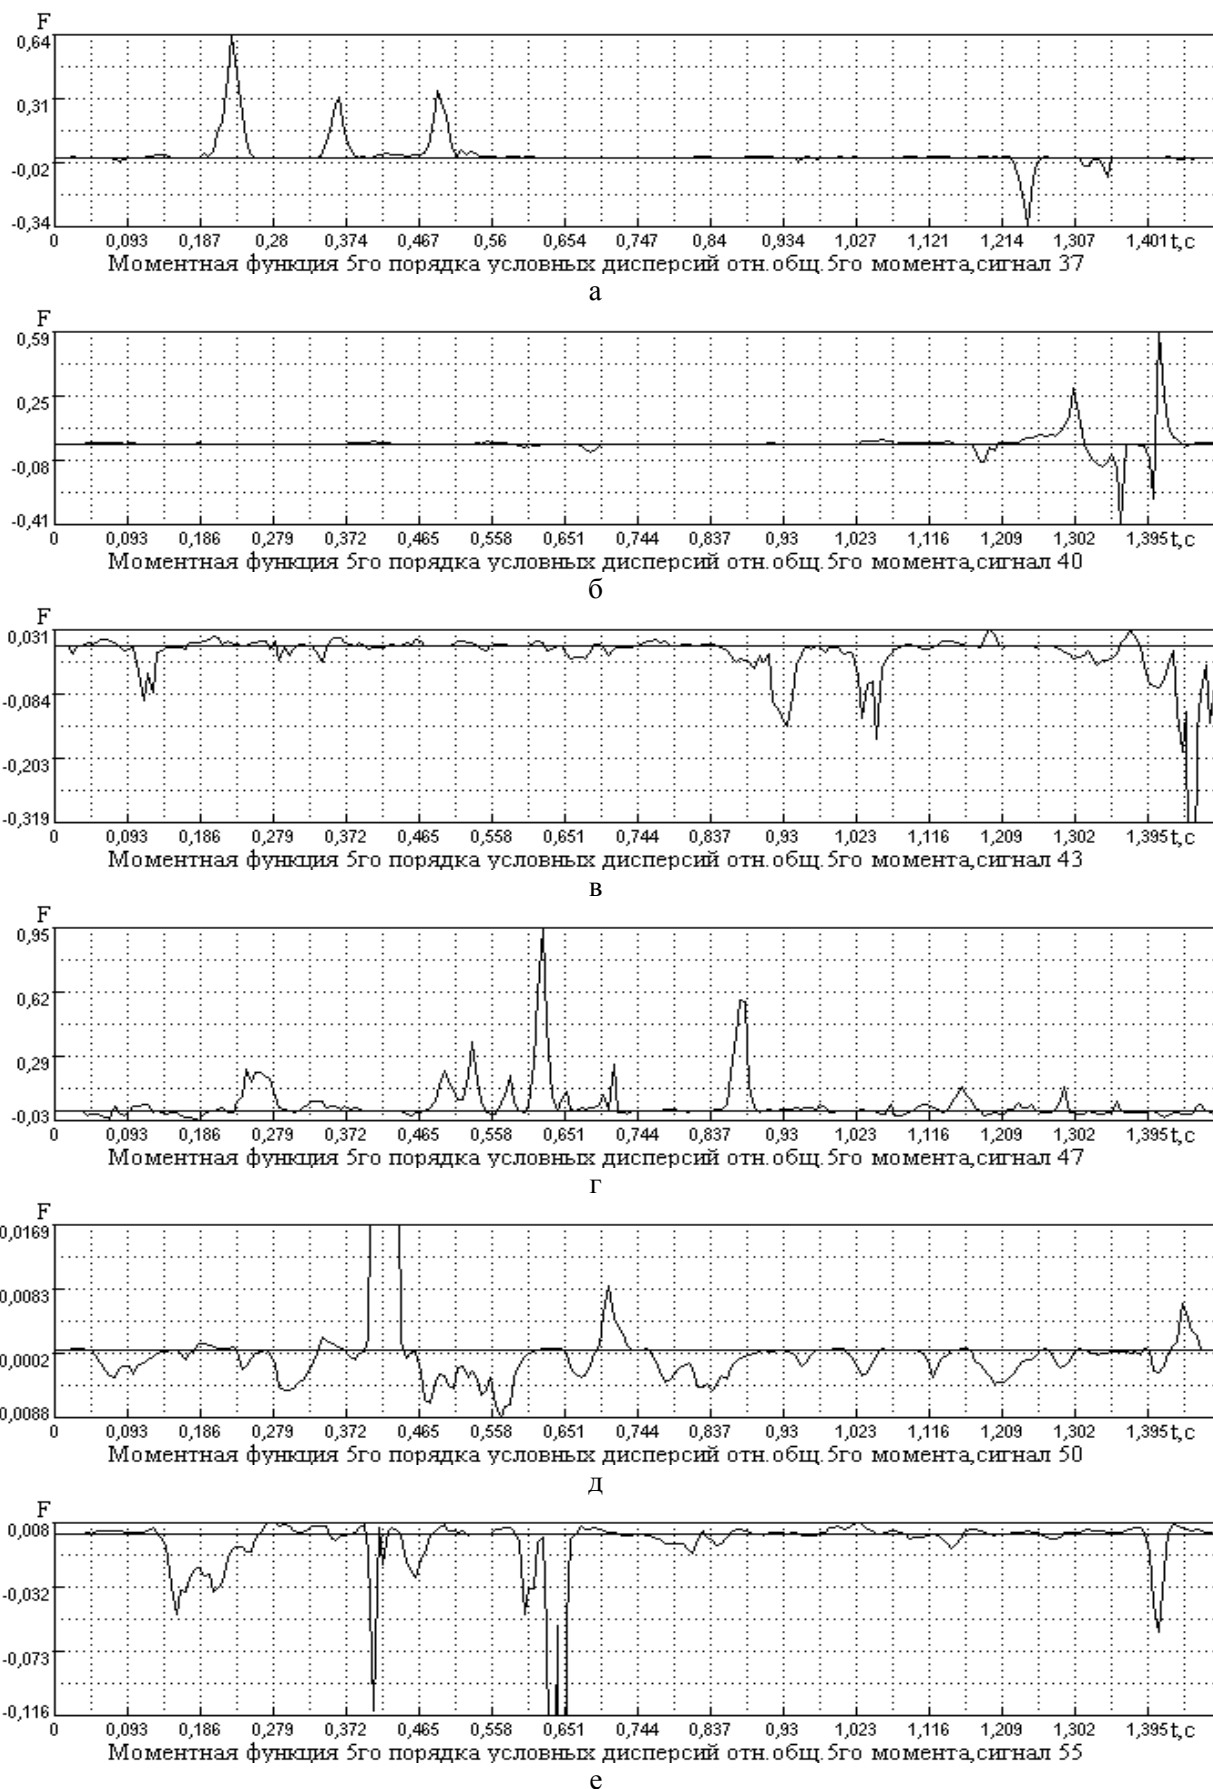 F
0,64
0,31
-0,02
-0,34
0 0,093 0,187 0,28 0,374 0,467 0,56 0,654 0,747 0,84 0,934 1,027 1,121 1,214 1,307 1,401 t,c
Моментная функция 5го порядка условных дисперсий отн.общ.5го момента,сигнал 37
а
F
0,59
0,25
-0,08
-0,41
0 0,093 0,186 0,279 0,372 0,465 0,558 0,651 0,744 0,837 0,93 1,023 1,116 1,209 1,302 1,395 t,c
Моментная функция 5го порядка условных дисперсий отн.общ.5го момента,сигнал 40
б
F
0,031
-0,084
-0,203
-0,319
0 0,093 0,186 0,279 0,372 0,465 0,558 0,651 0,744 0,837 0,93 1,023 1,116 1,209 1,302 1,395 t,c
Моментная функция 5го порядка условных дисперсий отн.общ.5го момента,сигнал 43
в
F
0,95
0,62
0,29
-0,03
0 0,093 0,186 0,279 0,372 0,465 0,558 0,651 0,744 0,837 0,93 1,023 1,116 1,209 1,302 1,395 t,c
Моментная функция 5го порядка условных дисперсий отн.общ.5го момента,сигнал 47
г
F
0,0169
0,0083
0,0002
0,0088
0 0,093 0,186 0,279 0,372 0,465 0,558 0,651 0,744 0,837 0,93 1,023 1,116 1,209 1,302 1,395 t,c
Моментная функция 5го порядка условных дисперсий отн.общ.5го момента,сигнал 50
д
F
0,008
-0,032
-0,073
-0,116
0 0,093 0,186 0,279 0,372 0,465 0,558 0,651 0,744 0,837 0,93 1,023 1,116 1,209 1,302 1,395 t,c
Моментная функция 5го порядка условных дисперсий отн.общ.5го момента,сигнал 55
е